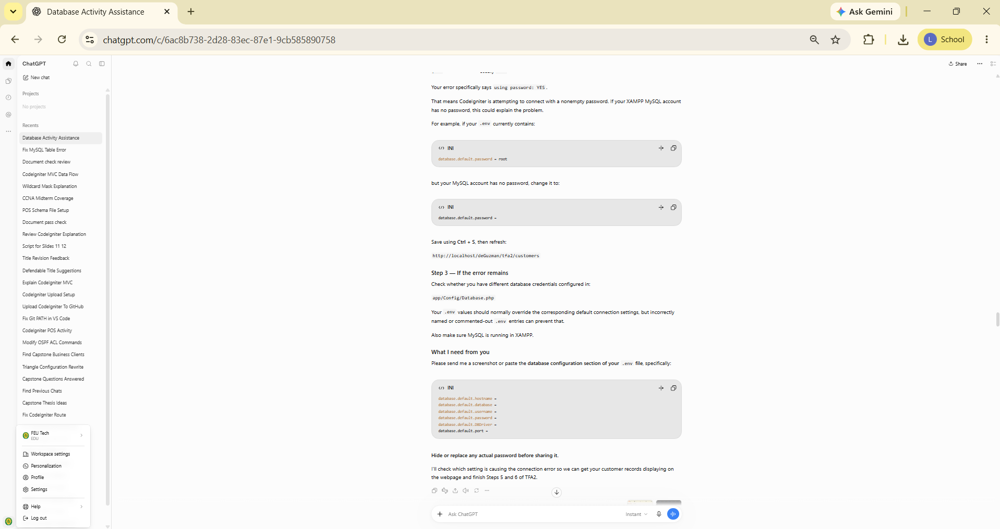 Database Activity Assistance
Ask Gemini
chatgpt.com/c/6ac8b738-2d28-83ec-87e1-9cb585890758
L
School
ChatGPT
New chat
Projects
No projects
Recents
Database Activity Assistance
Fix MySQL Table Error
Document check review
CodeIgniter MVC Data Flow
Wildcard Mask Explanation
CCNA Midterm Coverage
POS Schema File Setup
Document pass check
Review CodeIgniter Explanation
Script for Slides 11 12
Title Revision Feedback
Defendable Title Suggestions
Explain CodeIgniter MVC
CodeIgniter Upload Setup
Upload CodeIgniter To GitHub
Fix Git PATH in VS Code
CodeIgniter POS Activity
Modify OSPF ACL Commands
Find Capstone Business Clients
Triangle Configuration Rewrite
Capstone Questions Answered
Find Previous Chats
Capstone Thesis Ideas
Fix CodeIgniter Route
FEU Tech
EDU
Workspace settings
Personalization
Profile
Settings
Help
Log out
Share
Your error specifically says using password: YES.
That means CodeIgniter is attempting to connect with a nonempty password. If your XAMPP MySQL account
has no password, this could explain the problem.
For example, if your .env currently contains:
INI
database.default.password = root
but your MySQL account has no password, change it to:
INI
database.default.password =
Save using Ctrl + S, then refresh:
http://localhost/deGuzman/tfa2/customers
Step 3 — If the error remains
Check whether you have different database credentials configured in:
app/Config/Database.php
Your .env values should normally override the corresponding default connection settings, but incorrectly
named or commented-out .env entries can prevent that.
Also make sure MySQL is running in XAMPP.
What I need from you
Please send me a screenshot or paste the database configuration section of your .env file, specifically:
INI
database.default.hostname =
database.default.database =
database.default.username =
database.default.password =
database.default.DBDriver =
database.default.port =
Hide or replace any actual password before sharing it.
I'll check which setting is causing the connection error so we can get your customer records displaying on
the webpage and finish Steps 5 and 6 of TFA2.
Ask ChatGPT
Instant